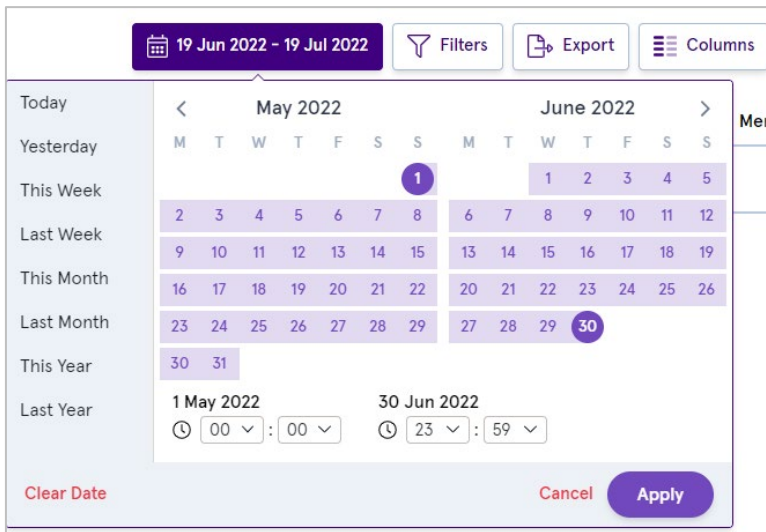 19 Jun 2022 - 19 Jul 2022 Filters Export Columns
Today
Yesterday
This Week
Last Week
This Month
Last Month
This Year
Last Year
May 2022
M T W T F S S
1
2 3 4 5 6 7 8
9 10 11 12 13 14 15
16 17 18 19 20 21 22
23 24 25 26 27 28 29
30 31
June 2022
M T W T F S S
1 2 3 4 5
6 7 8 9 10 11 12
13 14 15 16 17 18 19
20 21 22 23 24 25 26
27 28 29 30
1 May 2022
00 : 00
30 Jun 2022
23 : 59
Clear Date
Cancel Apply